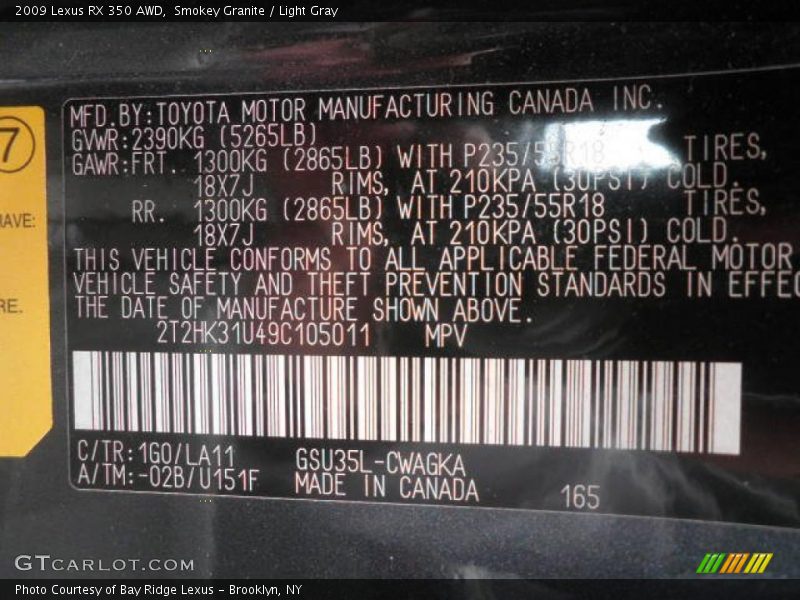 2009 Lexus RX 350 AWD, Smokey Granite / Light Gray
7
AVE:
RE.
MFD. BY:TOYOTA MOTOR MANUFACTURING CANADA INC.
GVWR:2390KG (5265LB)
GAWR:FRT. 1300KG (2865LB) WITH P235/55R18 TIRES,
18X7J RIMS, AT 210KPA (30PSI) COLD.
RR. 1300KG (2865LB) WITH P235/55R18 TIRES,
18X7J RIMS, AT 210KPA (30PSI) COLD.
THIS VEHICLE CONFORMS TO ALL APPLICABLE FEDERAL MOTOR
VEHICLE SAFETY AND THEFT PREVENTION STANDARDS IN EFFEC
THE DATE OF MANUFACTURE SHOWN ABOVE.
2T2HK31U49C105011 MPV
C/TR:1G0/LA11 GSU35L-CWAGKA
A/TM:-02B/U151F MADE IN CANADA 165
GTCARLOT.COM
Photo Courtesy of Bay Ridge Lexus - Brooklyn, NY